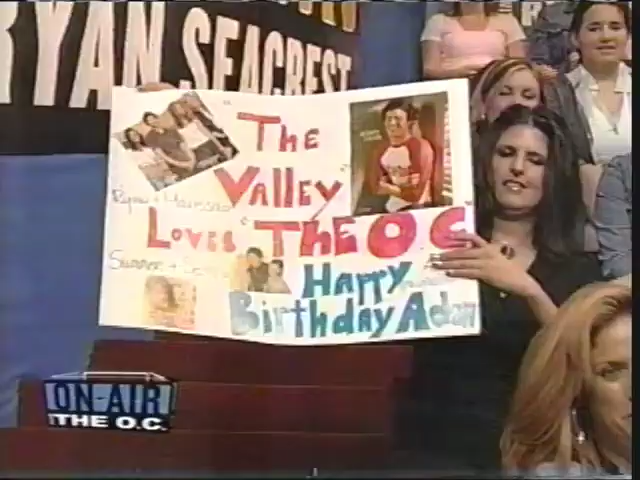 RYAN SEACREST
"The
Valley"
Loves "The O.C
Happy
Birthday Adam
ON-AIR
THE O.C.